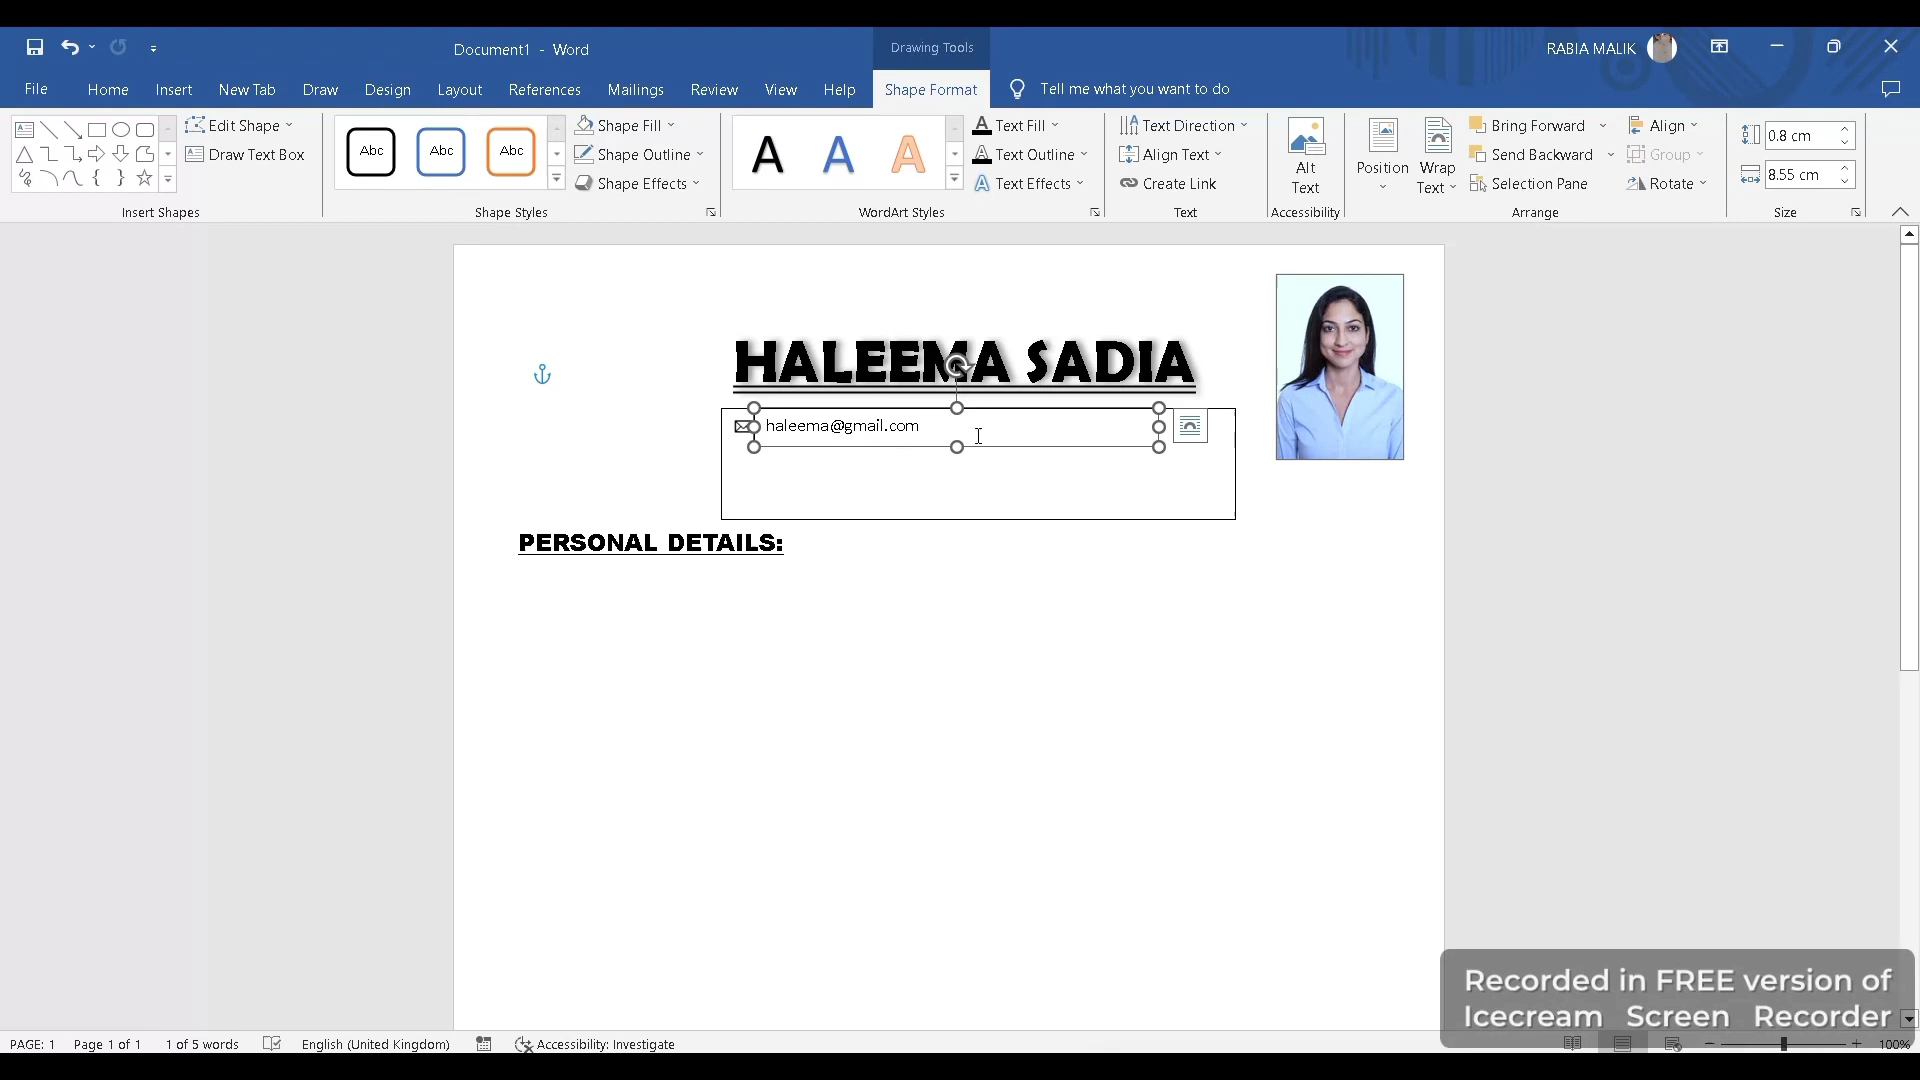 Document1 - Word
Drawing Tools
RABIA MALIK
File Home Insert New Tab Draw Design Layout References Mailings Review View Help Shape Format Tell me what you want to do
Edit Shape
Draw Text Box
Insert Shapes
Abc Abc Abc
Shape Fill
Shape Outline
Shape Effects
Shape Styles
A A A
Text Fill
Text Outline
Text Effects
WordArt Styles
Text Direction
Align Text
Create Link
Text
Alt
Text
Accessibility
Position
Wrap
Text
Bring Forward
Send Backward
Selection Pane
Align
Group
Rotate
Arrange
0.8 cm
8.55 cm
Size
HALEEMA SADIA
haleema@gmail.com
PERSONAL DETAILS:
Recorded in FREE version of
Icecream Screen Recorder
PAGE: 1 Page 1 of 1 1 of 5 words English (United Kingdom) Accessibility: Investigate 100%